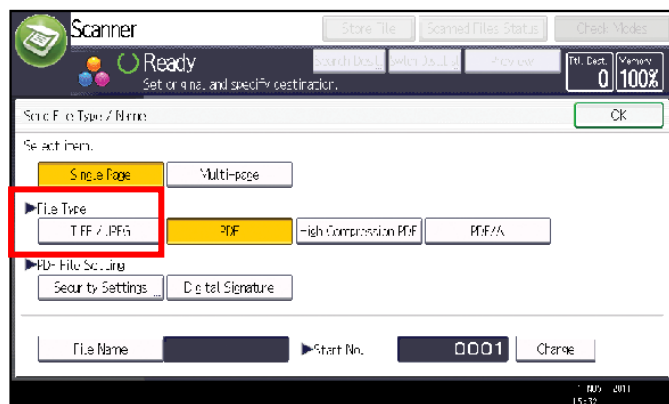 Scanner
Store File
Scanned Files Status
Check Modes
Ready
Preview
Set original and specify destination.
Ttl. Dest.
Memory
0
100%
Send File Type / Name
OK
Select item.
Single Page
Multi-page
►File Type
TIFF / JPEG
PDF
High Compression PDF
PDF/A
►PDF File Setting
Security Settings
Digital Signature
File Name
►Start No.
0001
Change
15:32